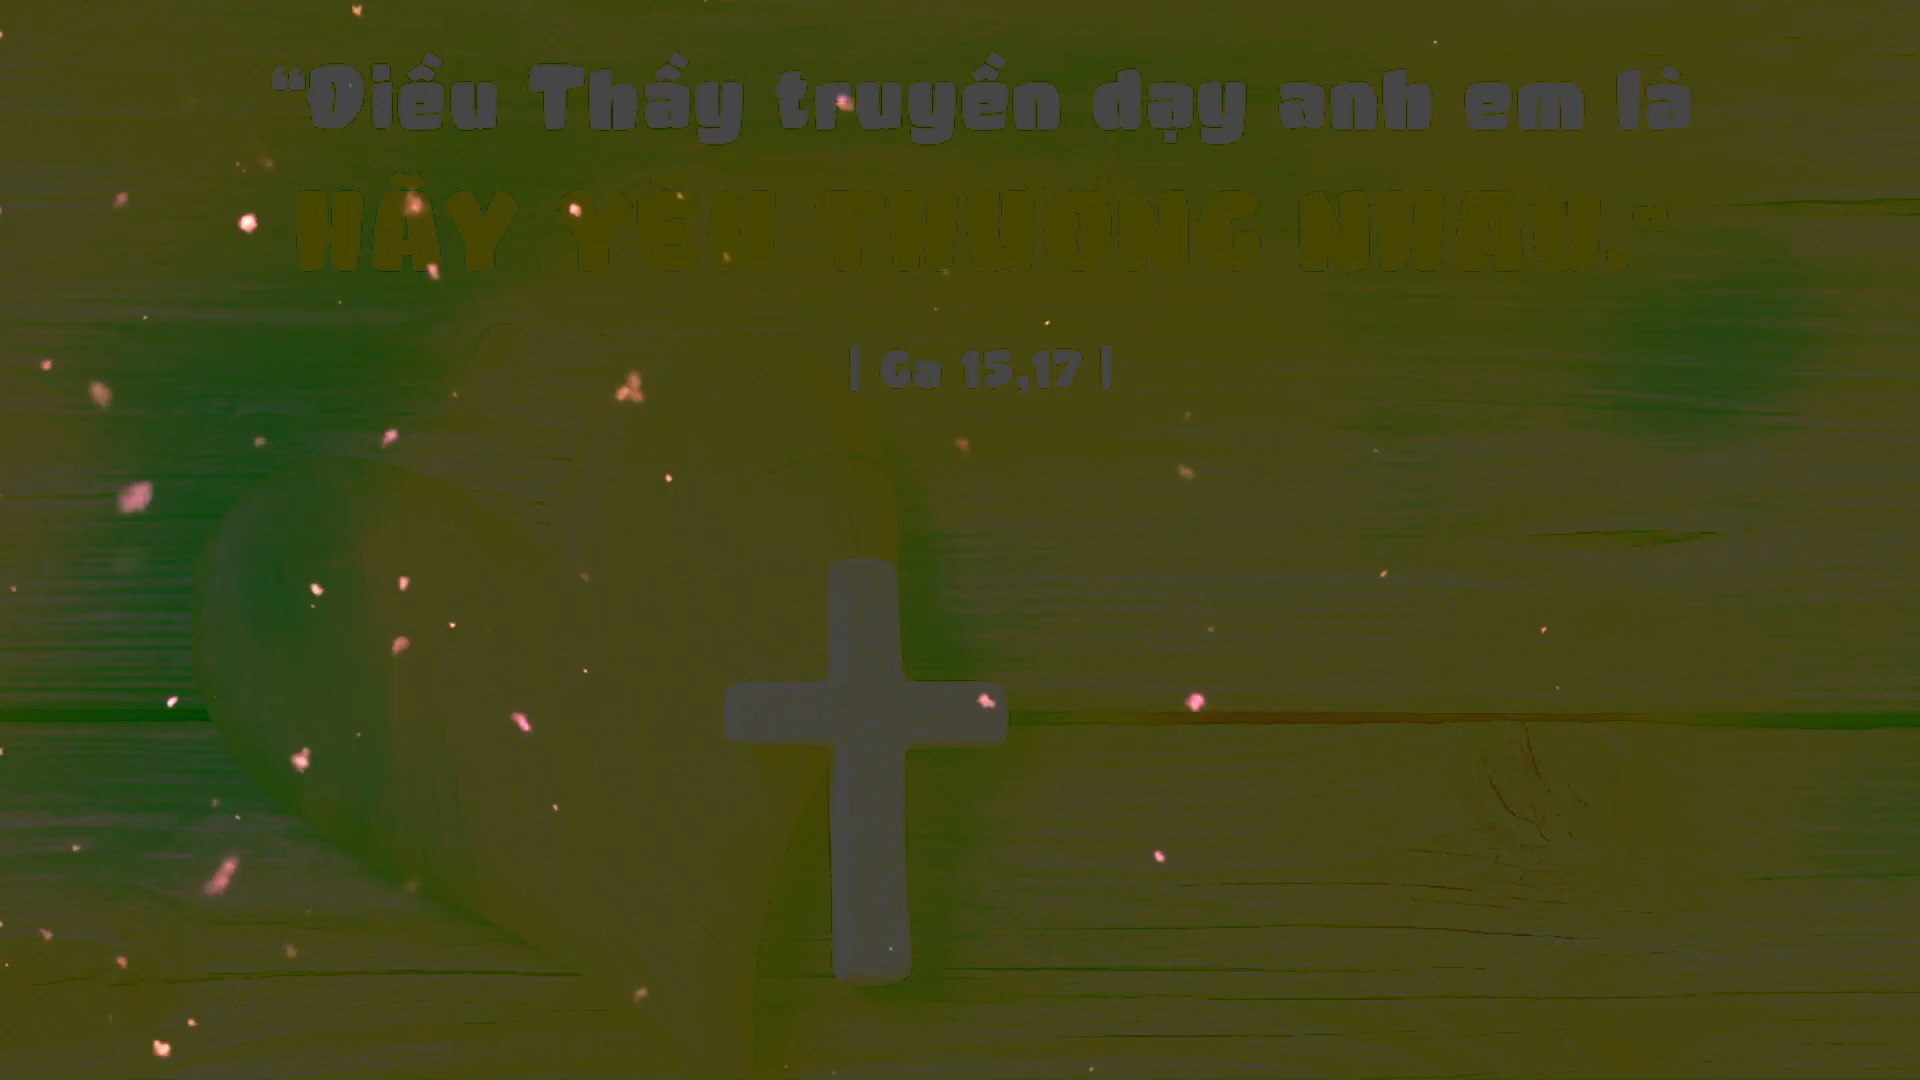 “Điều Thầy truyền dạy anh em là
HÃY YÊU THƯƠNG NHAU.”
| Ga 15,17 |